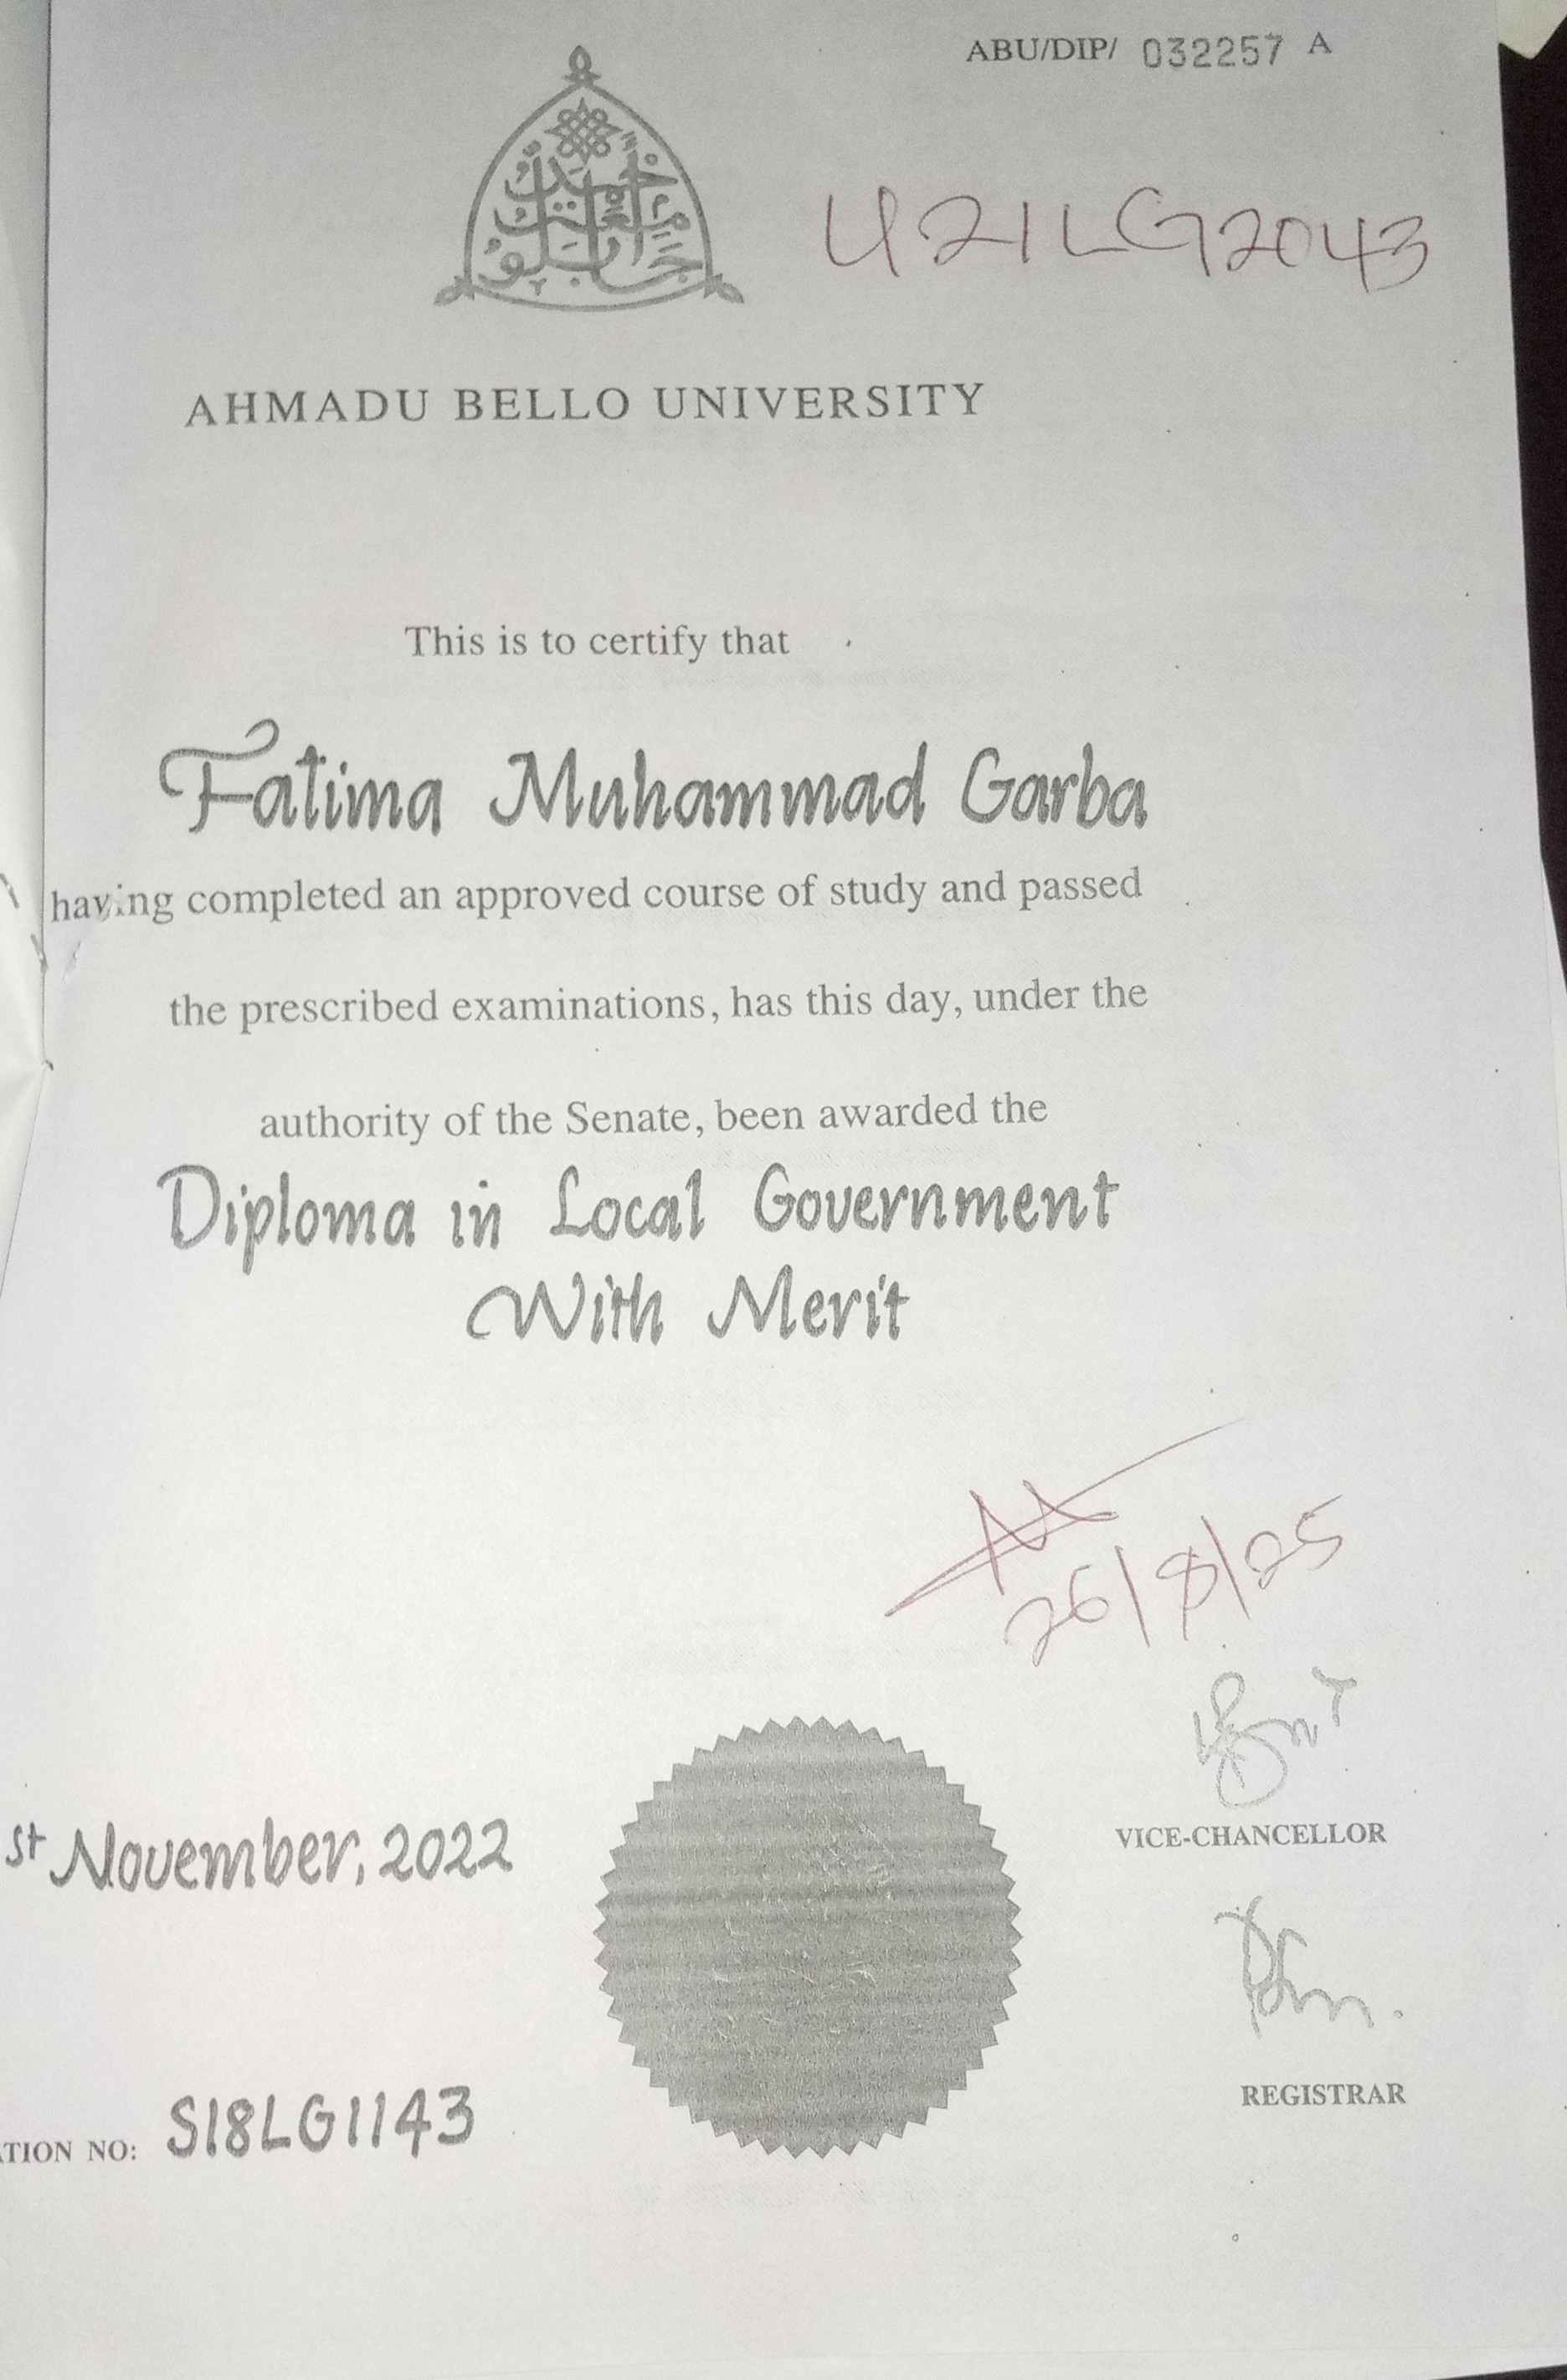 ABU/DIP/ 032257 A
U21LG2043
AHMADU BELLO UNIVERSITY
This is to certify that
Fatima Muhammad Garba
having completed an approved course of study and passed
the prescribed examinations, has this day, under the
authority of the Senate, been awarded the
Diploma in Local Government
With Merit
26/8/25
st November, 2022
VICE-CHANCELLOR
REGISTRAR
ATION NO: S18LG1143